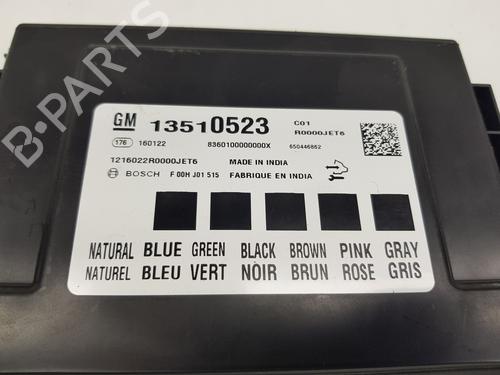 B-PARTS
GM 13510523 C01
R0000JET6
176 160122 8360100000000X 650446862
1216022R0000JET6 MADE IN INDIA
BOSCH F 00H J01 515 FABRIQUE EN INDIA
NATURAL BLUE GREEN BLACK BROWN PINK GRAY
NATUREL BLEU VERT NOIR BRUN ROSE GRIS